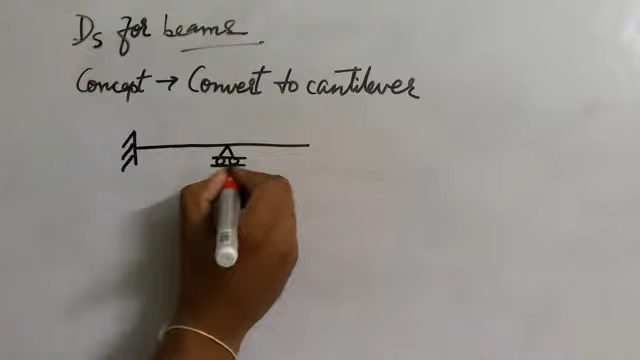 Ds for beams
Concept → Convert to cantilever